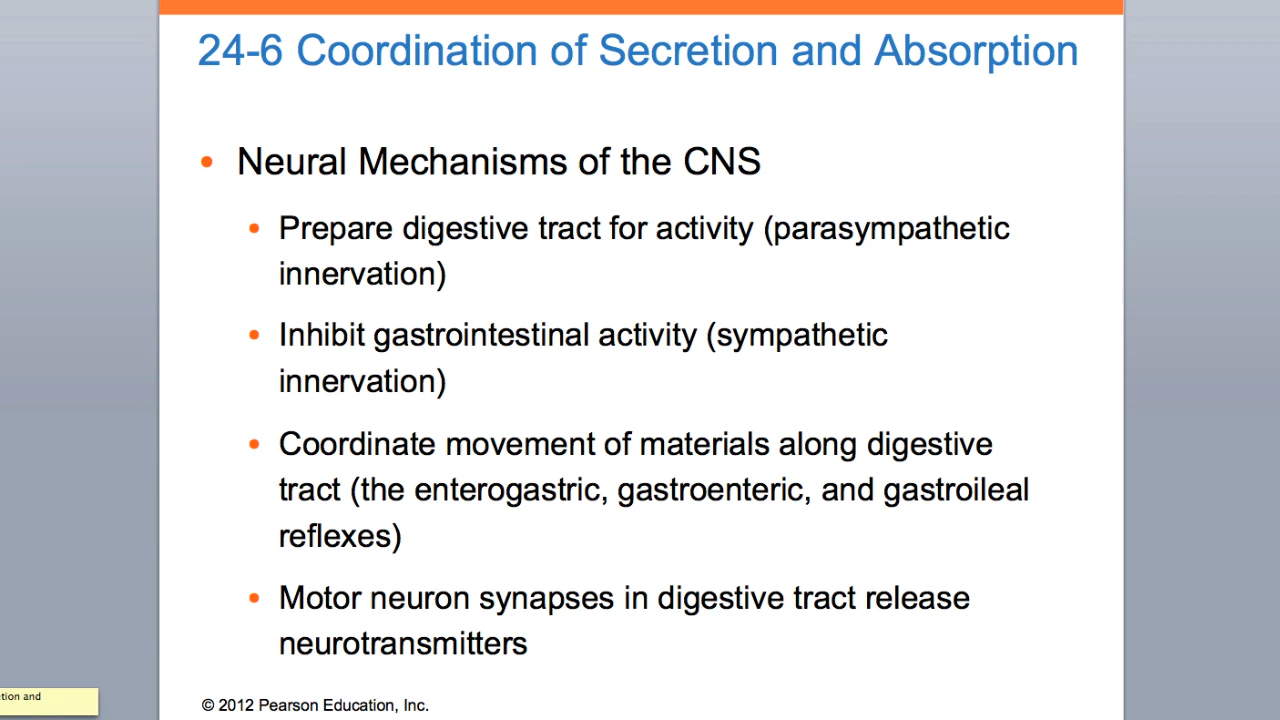 24-6 Coordination of Secretion and Absorption
• Neural Mechanisms of the CNS
• Prepare digestive tract for activity (parasympathetic
innervation)
• Inhibit gastrointestinal activity (sympathetic
innervation)
• Coordinate movement of materials along digestive
tract (the enterogastric, gastroenteric, and gastroileal
reflexes)
• Motor neuron synapses in digestive tract release
neurotransmitters
tion and
© 2012 Pearson Education, Inc.